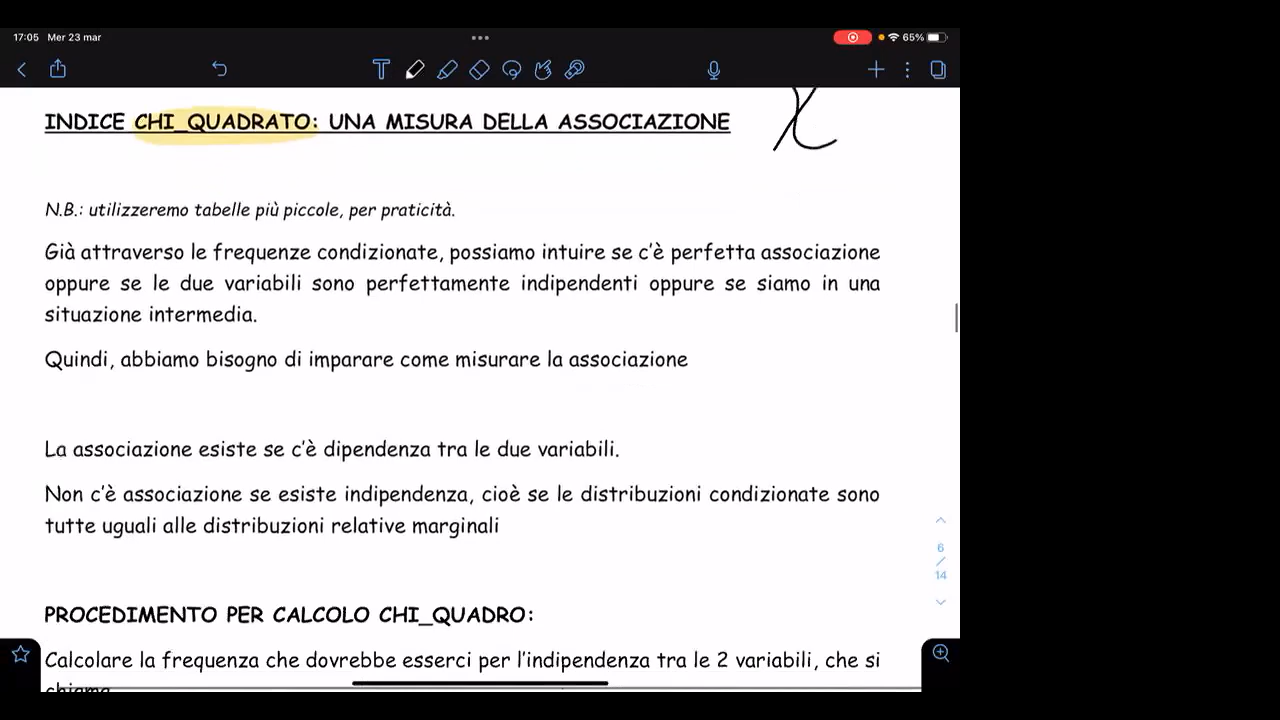 17:05 Mer 23 mar
65%
INDICE CHI_QUADRATO: UNA MISURA DELLA ASSOCIAZIONE
χ
N.B.: utilizzeremo tabelle più piccole, per praticità.
Già attraverso le frequenze condizionate, possiamo intuire se c'è perfetta associazione
oppure se le due variabili sono perfettamente indipendenti oppure se siamo in una
situazione intermedia.
Quindi, abbiamo bisogno di imparare come misurare la associazione
La associazione esiste se c'è dipendenza tra le due variabili.
Non c'è associazione se esiste indipendenza, cioè se le distribuzioni condizionate sono
tutte uguali alle distribuzioni relative marginali
6
/
14
PROCEDIMENTO PER CALCOLO CHI_QUADRO:
Calcolare la frequenza che dovrebbe esserci per l'indipendenza tra le 2 variabili, che si
chiama